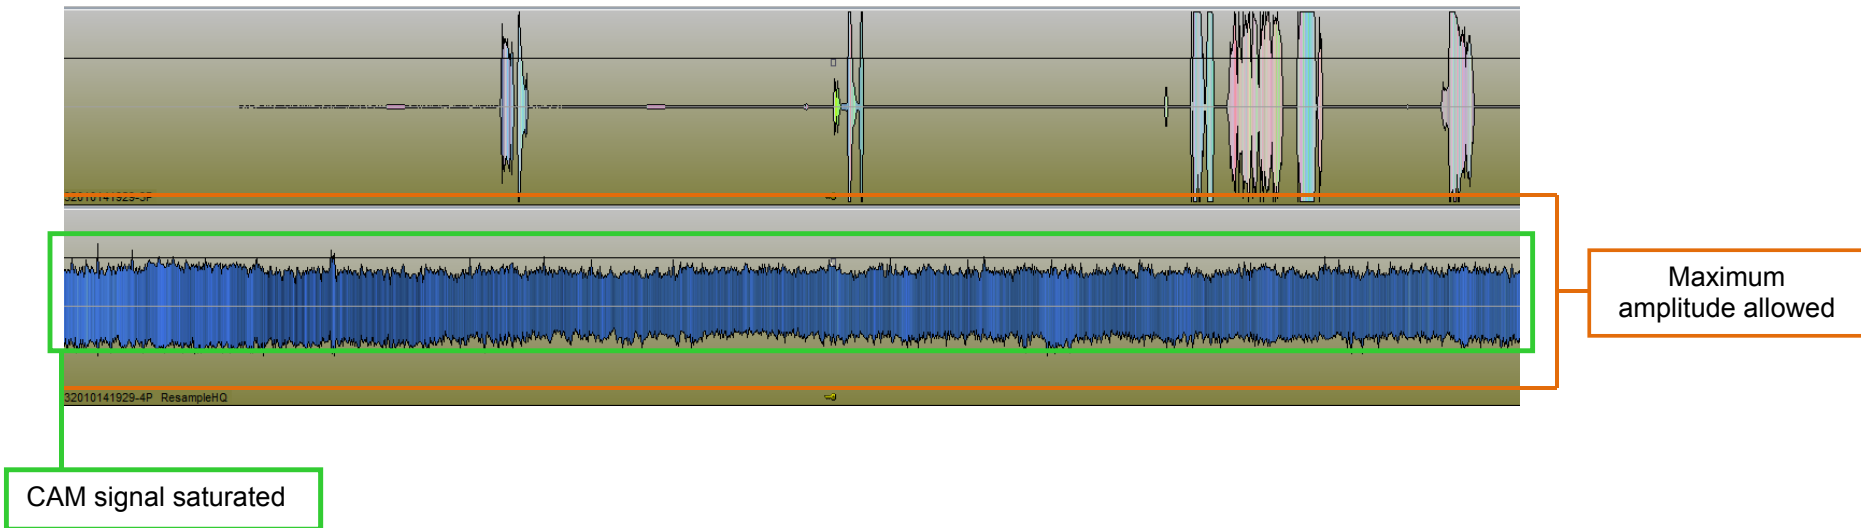 32010141929-3P
32010141929-4P ResampleHQ
Maximum
amplitude allowed
CAM signal saturated